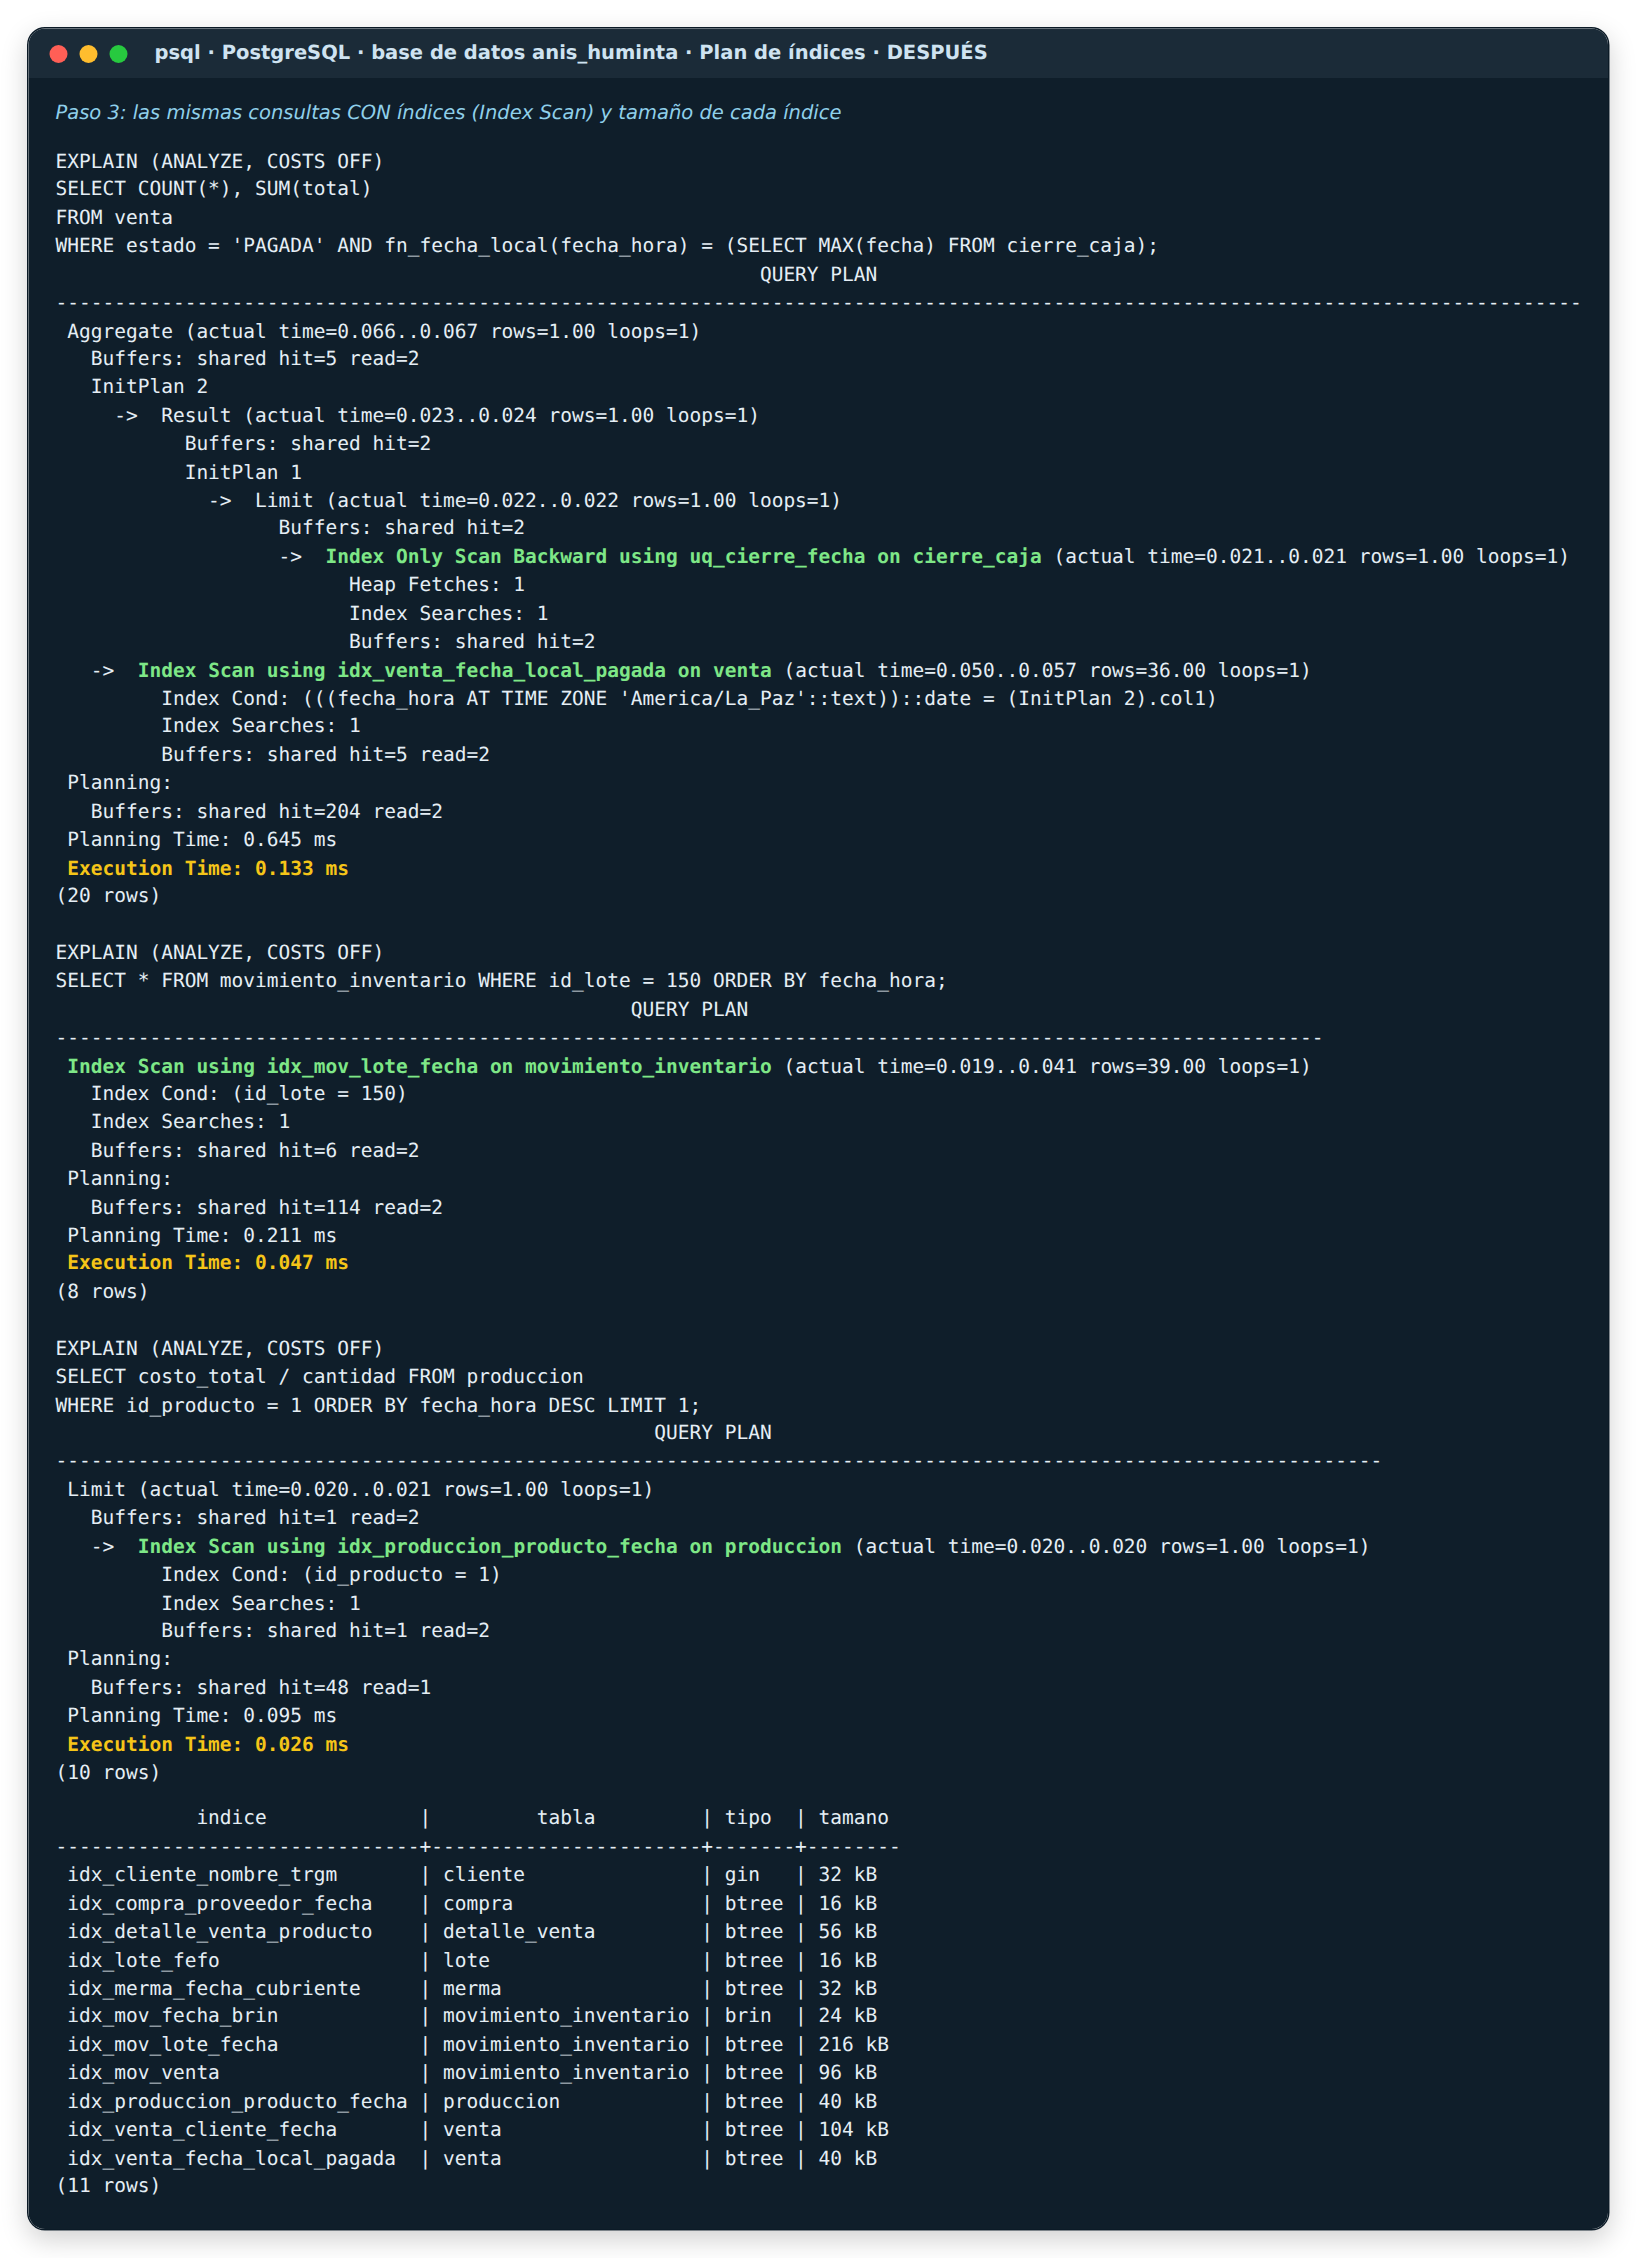 psql · PostgreSQL · base de datos anis_huminta · Plan de índices · DESPUÉS
Paso 3: las mismas consultas CON índices (Index Scan) y tamaño de cada índice
EXPLAIN (ANALYZE, COSTS OFF)
SELECT COUNT(*), SUM(total)
FROM venta
WHERE estado = 'PAGADA' AND fn_fecha_local(fecha_hora) = (SELECT MAX(fecha) FROM cierre_caja);
                                                            QUERY PLAN
----------------------------------------------------------------------------------------------------------------------------------
 Aggregate (actual time=0.066..0.067 rows=1.00 loops=1)
   Buffers: shared hit=5 read=2
   InitPlan 2
     ->  Result (actual time=0.023..0.024 rows=1.00 loops=1)
           Buffers: shared hit=2
           InitPlan 1
             ->  Limit (actual time=0.022..0.022 rows=1.00 loops=1)
                   Buffers: shared hit=2
                   ->  Index Only Scan Backward using uq_cierre_fecha on cierre_caja (actual time=0.021..0.021 rows=1.00 loops=1)
                         Heap Fetches: 1
                         Index Searches: 1
                         Buffers: shared hit=2
   ->  Index Scan using idx_venta_fecha_local_pagada on venta (actual time=0.050..0.057 rows=36.00 loops=1)
         Index Cond: (((fecha_hora AT TIME ZONE 'America/La_Paz'::text))::date = (InitPlan 2).col1)
         Index Searches: 1
         Buffers: shared hit=5 read=2
 Planning:
   Buffers: shared hit=204 read=2
 Planning Time: 0.645 ms
 Execution Time: 0.133 ms
(20 rows)
EXPLAIN (ANALYZE, COSTS OFF)
SELECT * FROM movimiento_inventario WHERE id_lote = 150 ORDER BY fecha_hora;
                                                 QUERY PLAN
------------------------------------------------------------------------------------------------------------
 Index Scan using idx_mov_lote_fecha on movimiento_inventario (actual time=0.019..0.041 rows=39.00 loops=1)
   Index Cond: (id_lote = 150)
   Index Searches: 1
   Buffers: shared hit=6 read=2
 Planning:
   Buffers: shared hit=114 read=2
 Planning Time: 0.211 ms
 Execution Time: 0.047 ms
(8 rows)
EXPLAIN (ANALYZE, COSTS OFF)
SELECT costo_total / cantidad FROM produccion
WHERE id_producto = 1 ORDER BY fecha_hora DESC LIMIT 1;
                                                   QUERY PLAN
-----------------------------------------------------------------------------------------------------------------
 Limit (actual time=0.020..0.021 rows=1.00 loops=1)
   Buffers: shared hit=1 read=2
   ->  Index Scan using idx_produccion_producto_fecha on produccion (actual time=0.020..0.020 rows=1.00 loops=1)
         Index Cond: (id_producto = 1)
         Index Searches: 1
         Buffers: shared hit=1 read=2
 Planning:
   Buffers: shared hit=48 read=1
 Planning Time: 0.095 ms
 Execution Time: 0.026 ms
(10 rows)
            indice             |         tabla         | tipo  | tamano
-------------------------------+-----------------------+-------+--------
 idx_cliente_nombre_trgm       | cliente               | gin   | 32 kB
 idx_compra_proveedor_fecha    | compra                | btree | 16 kB
 idx_detalle_venta_producto    | detalle_venta         | btree | 56 kB
 idx_lote_fefo                 | lote                  | btree | 16 kB
 idx_merma_fecha_cubriente     | merma                 | btree | 32 kB
 idx_mov_fecha_brin            | movimiento_inventario | brin  | 24 kB
 idx_mov_lote_fecha            | movimiento_inventario | btree | 216 kB
 idx_mov_venta                 | movimiento_inventario | btree | 96 kB
 idx_produccion_producto_fecha | produccion            | btree | 40 kB
 idx_venta_cliente_fecha       | venta                 | btree | 104 kB
 idx_venta_fecha_local_pagada  | venta                 | btree | 40 kB
(11 rows)